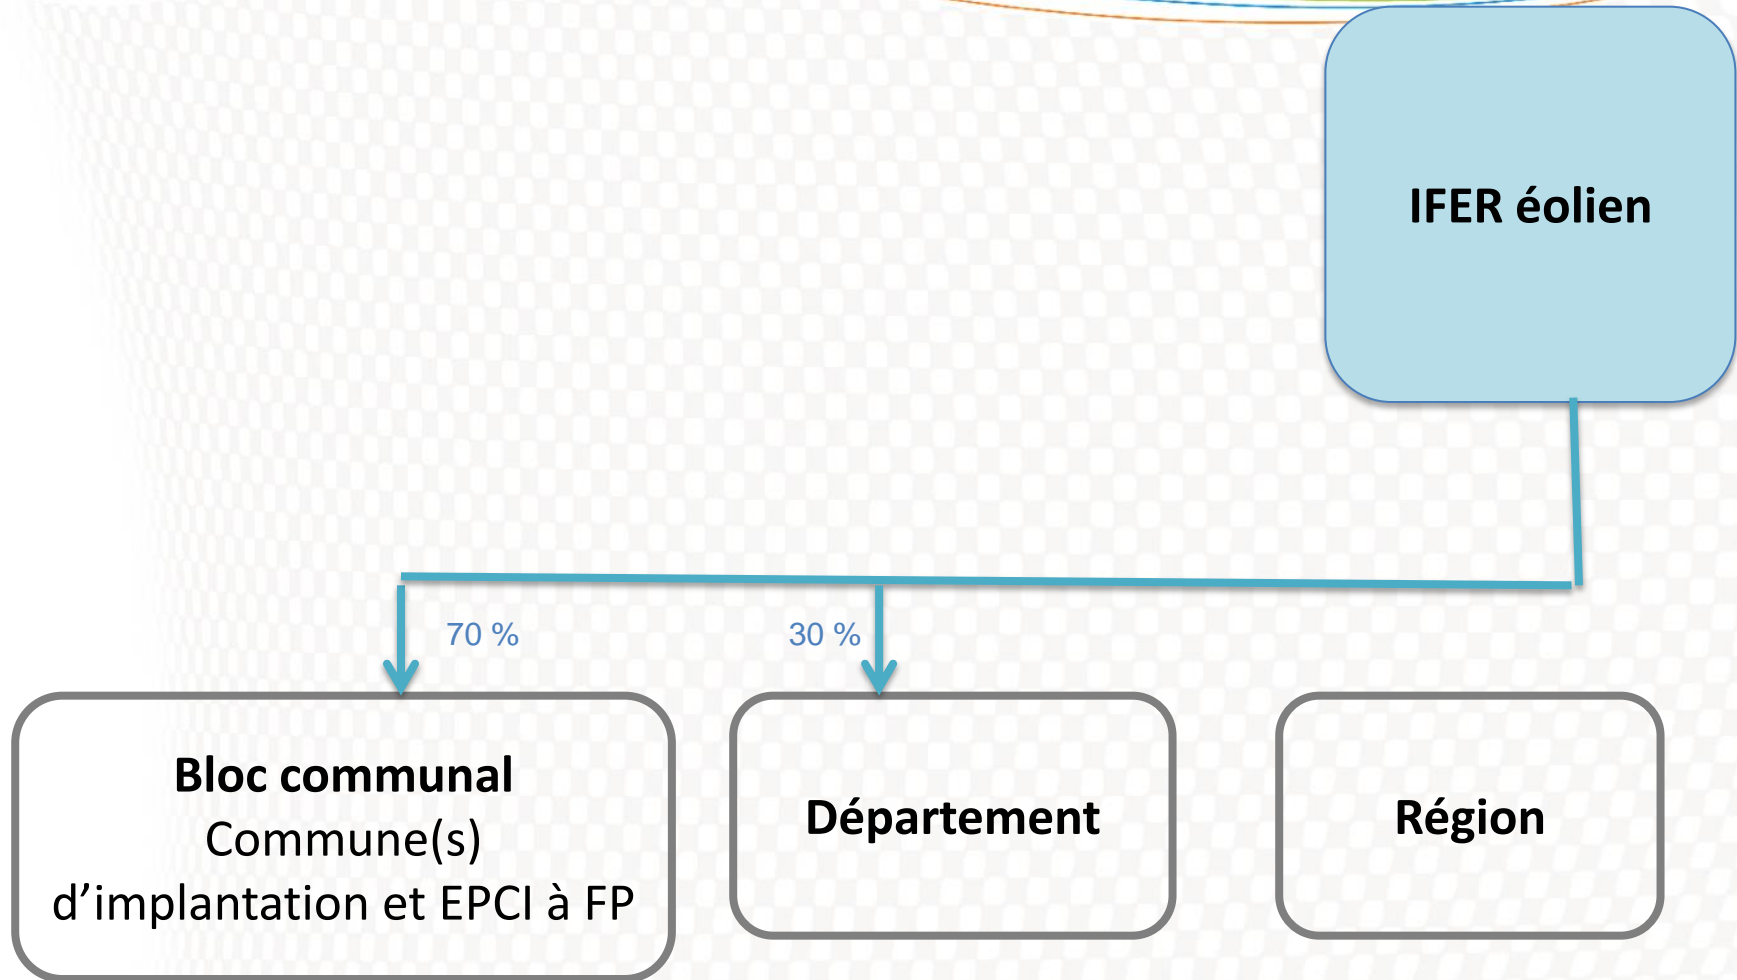 IFER éolien
70 %
30 %
Bloc communal
Commune(s)
d’implantation et EPCI à FP
Département
Région